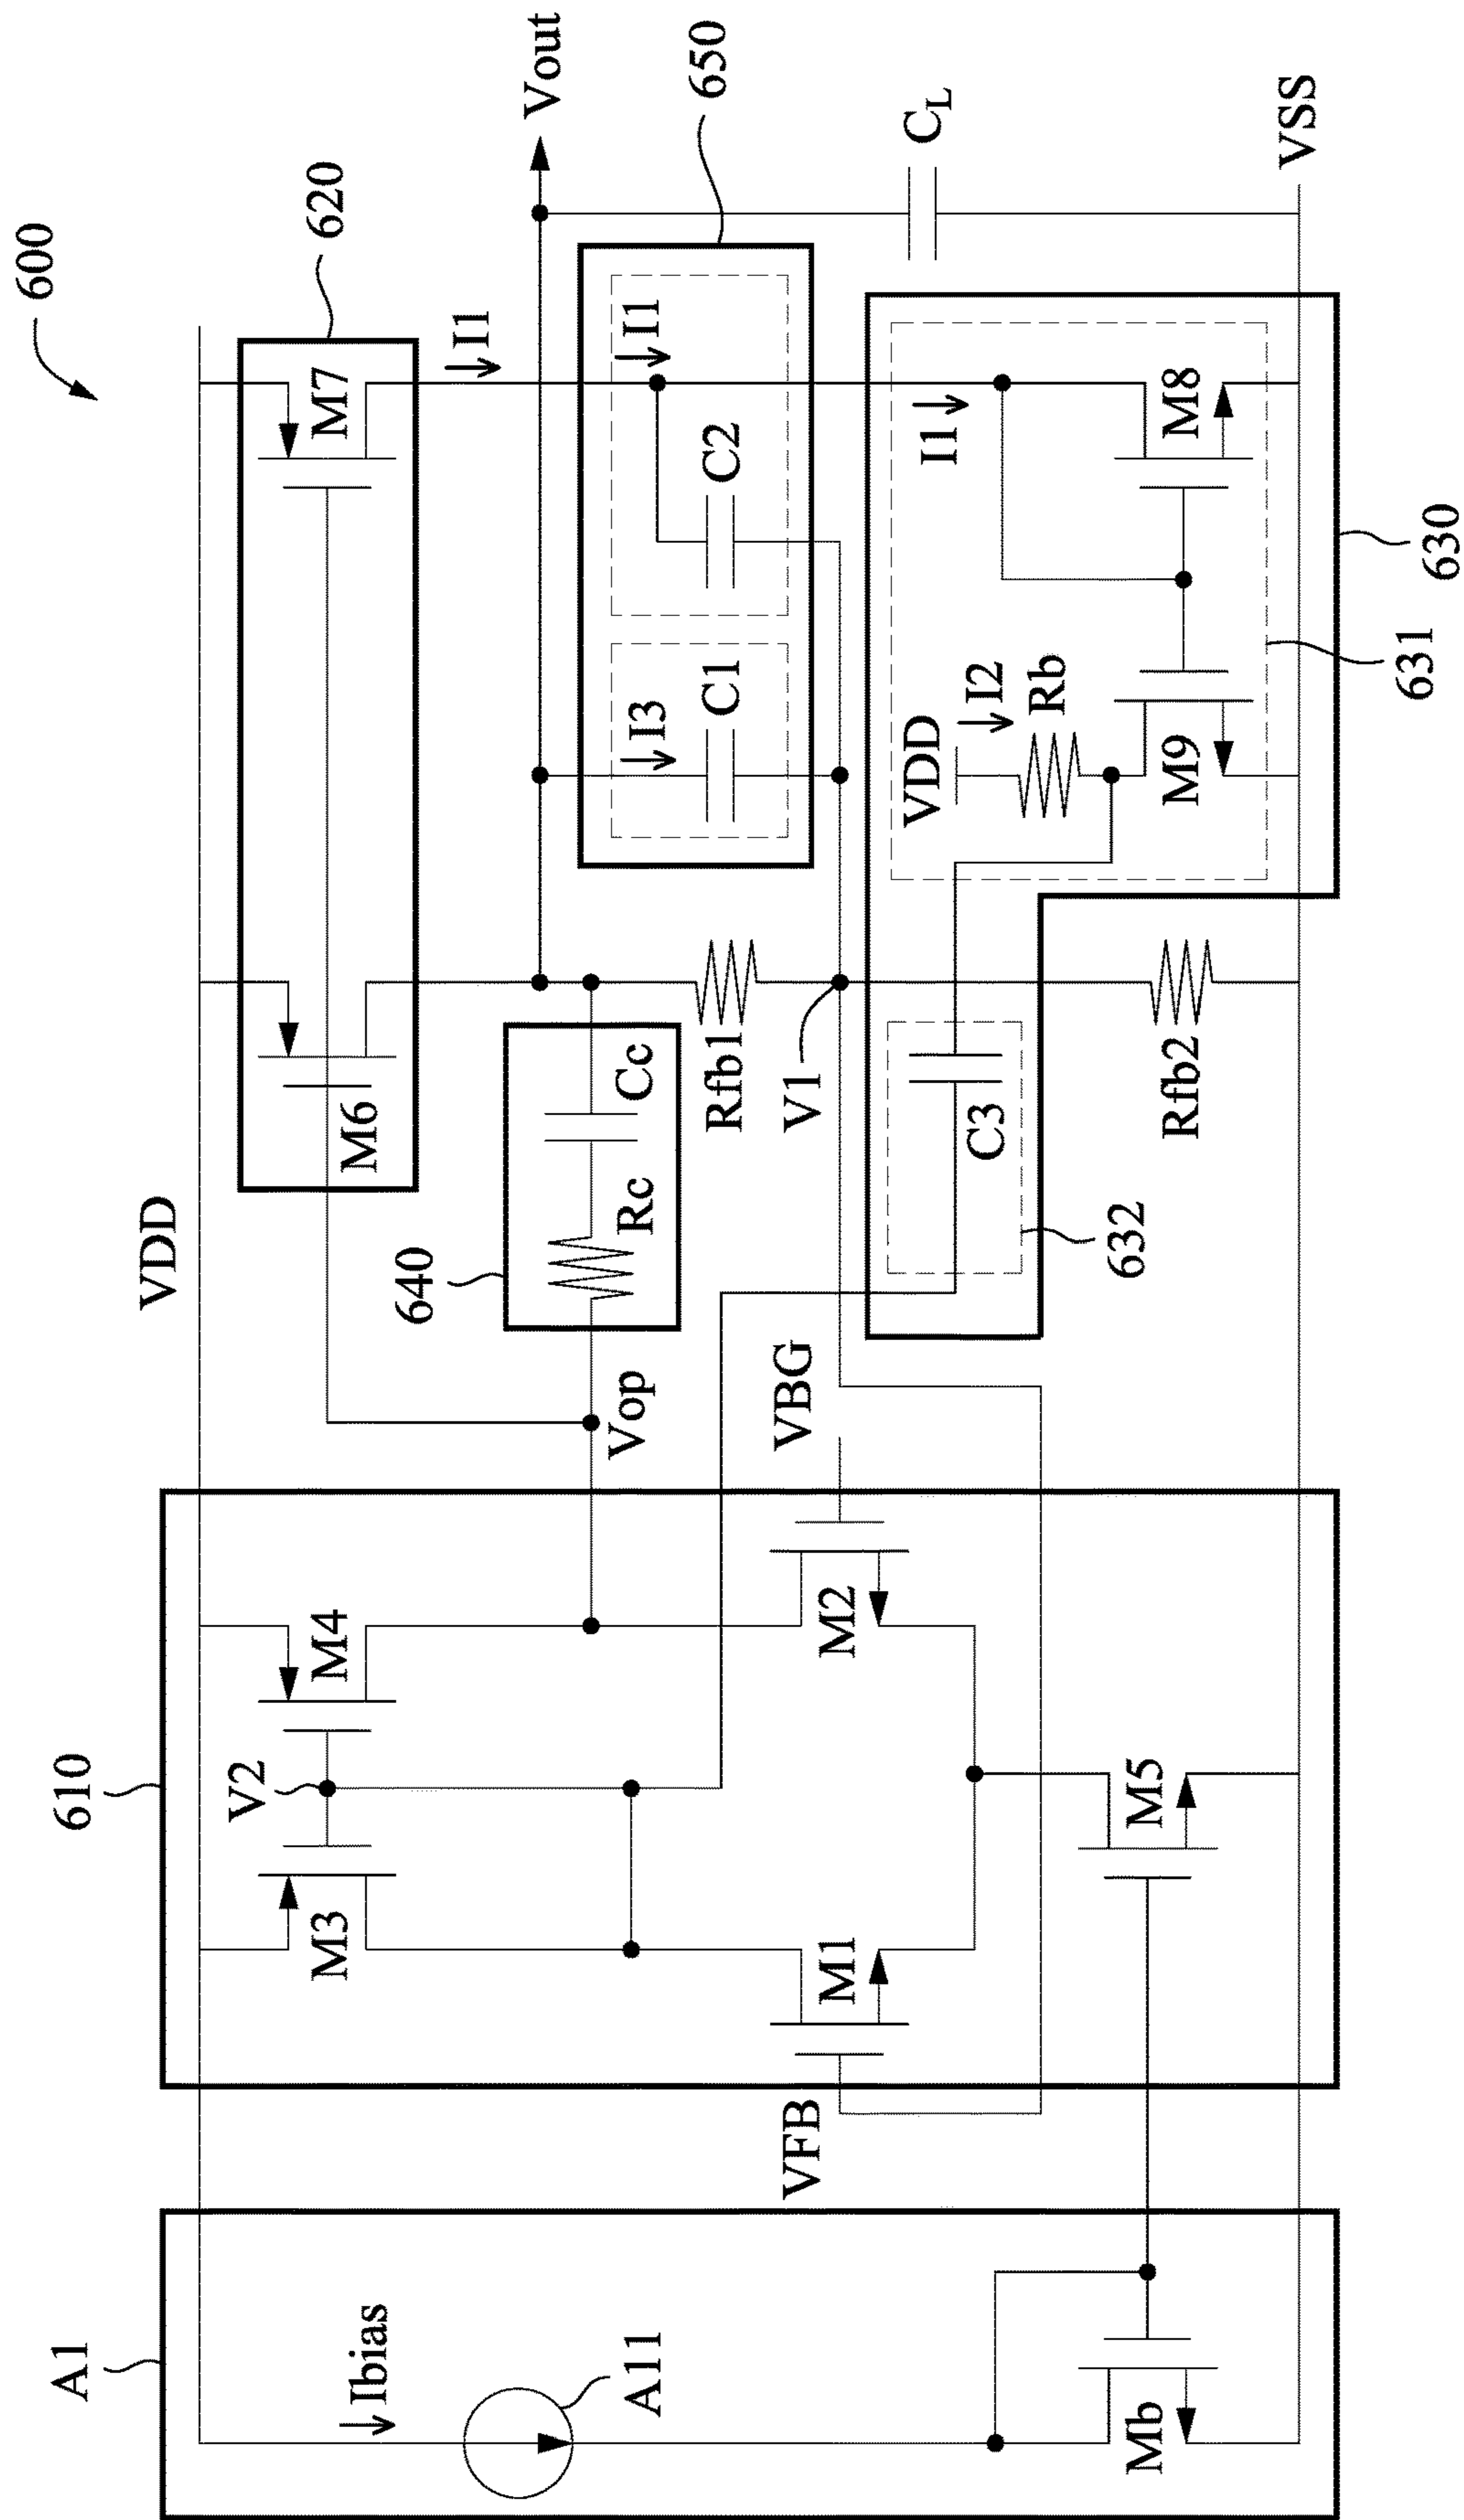 600
A1
610
VDD
620
Vout
650
Ibias
A11
M3
V2
M4
M6
M7
I1
640
Vop
Rc
Cc
I3
C1
C2
I1
CL
VFB
M1
M2
VBG
V1
Rfb1
VDD
I2
Rb
I1
632
C3
Mb
M5
Rfb2
M9
M8
631
630
VSS